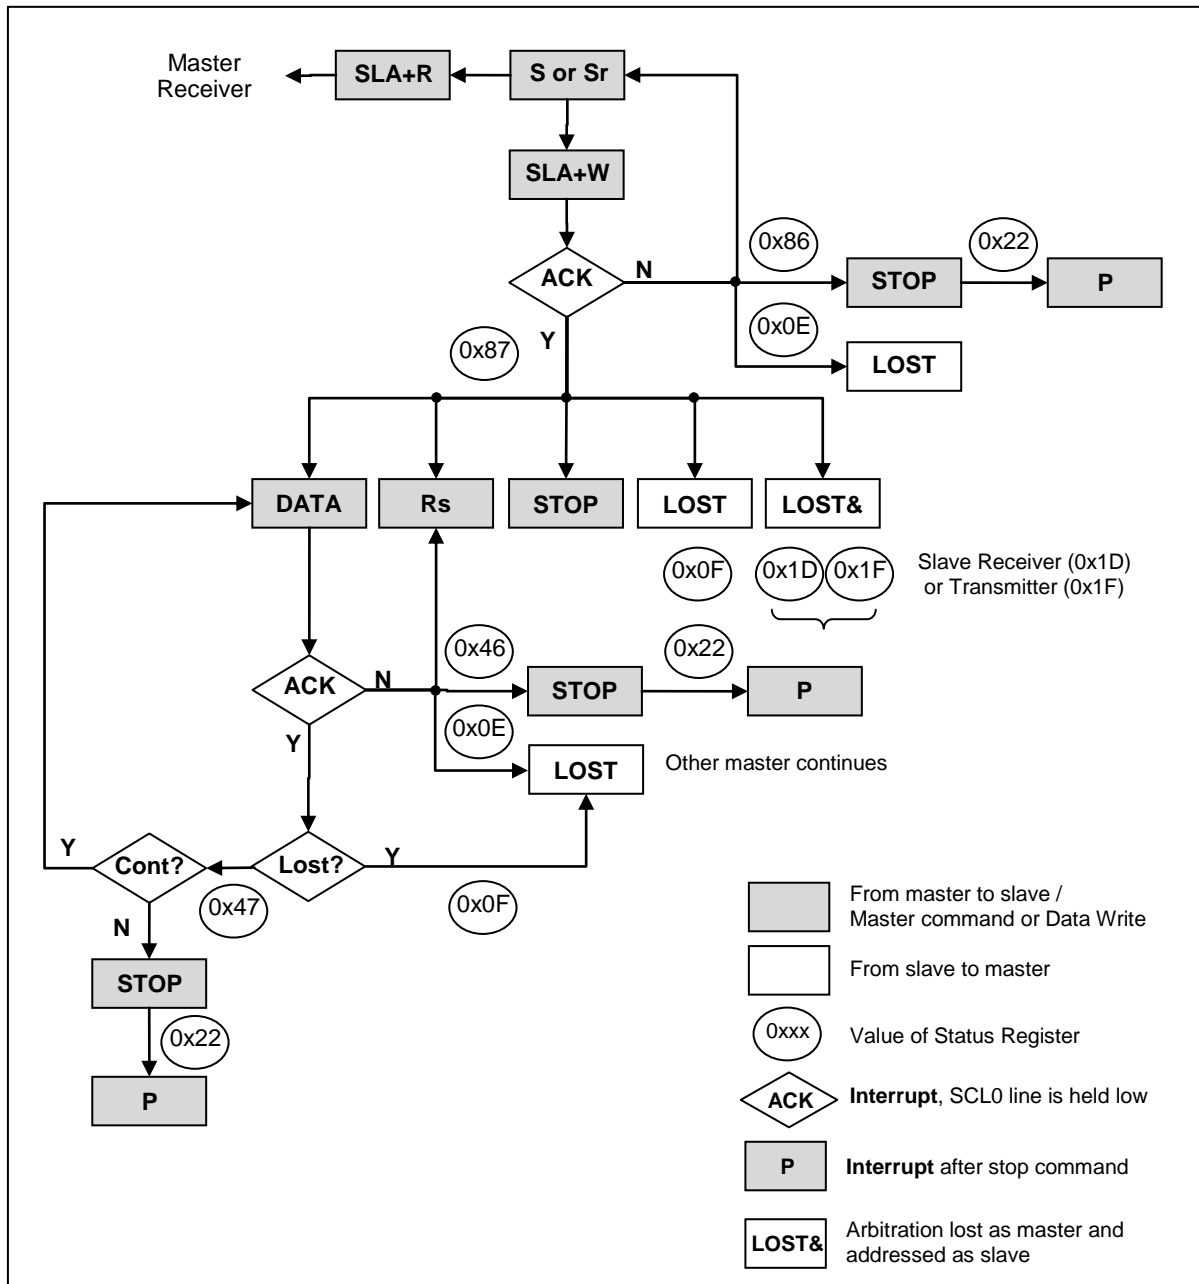 Master
Receiver
SLA+R
S or Sr
SLA+W
ACK
N
0x86
STOP
0x22
P
0x0E
LOST
Y
0x87
DATA
Rs
STOP
LOST
LOST&
0x0F
0x1D
0x1F
Slave Receiver (0x1D)
or Transmitter (0x1F)
ACK
N
0x46
STOP
0x22
P
0x0E
LOST
Other master continues
Y
Y
Cont?
Lost?
Y
0x47
0x0F
N
STOP
0x22
P
From master to slave /
Master command or Data Write
From slave to master
0xxx
Value of Status Register
ACK
Interrupt, SCL0 line is held low
P
Interrupt after stop command
LOST&
Arbitration lost as master and
addressed as slave